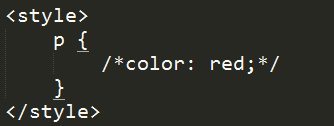 <style>
    p {
        /*color: red;*/
    }
</style>